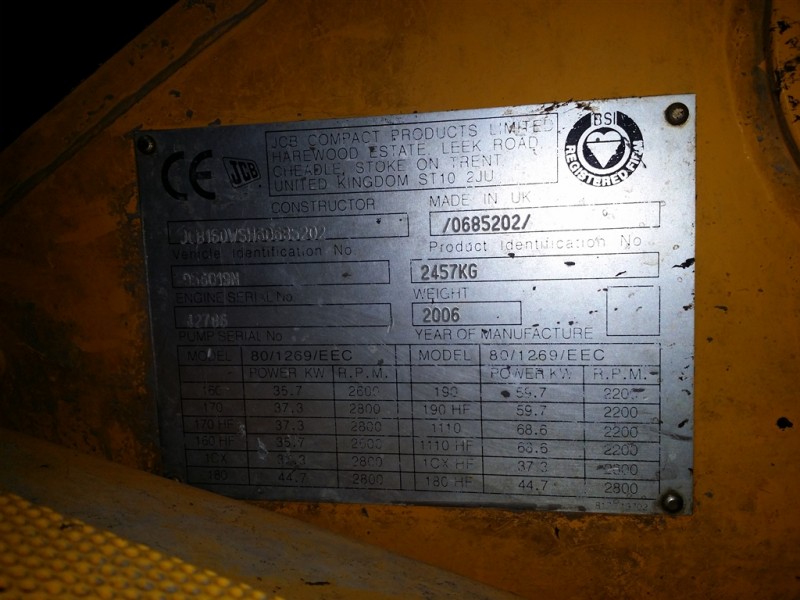 CE JCB
JCB COMPACT PRODUCTS LIMITED
HAREWOOD ESTATE, LEEK ROAD
CHEADLE, STOKE ON TRENT
UNITED KINGDOM ST10 2JU
BSI
REGISTERED FIRM
CONSTRUCTOR MADE IN UK
/0685202/
Vehicle Identification No Product Identification No
2457KG
ENGINE SERIAL No WEIGHT
2006
PUMP SERIAL No YEAR OF MANUFACTURE
MODEL 80/1269/EEC MODEL 80/1269/EEC
POWER KW R.P.M. POWER KW R.P.M.
160 35.7 2600 190 59.7 2200
170 37.3 2800 190 HF 59.7 2200
170 HF 37.3 2800 1110 68.6 2200
160 HF 35.7 2600 1110 HF 68.6 2200
1CX 2800 1CX HF 37.3
180 44.7 2800 180 HF 44.7 2800